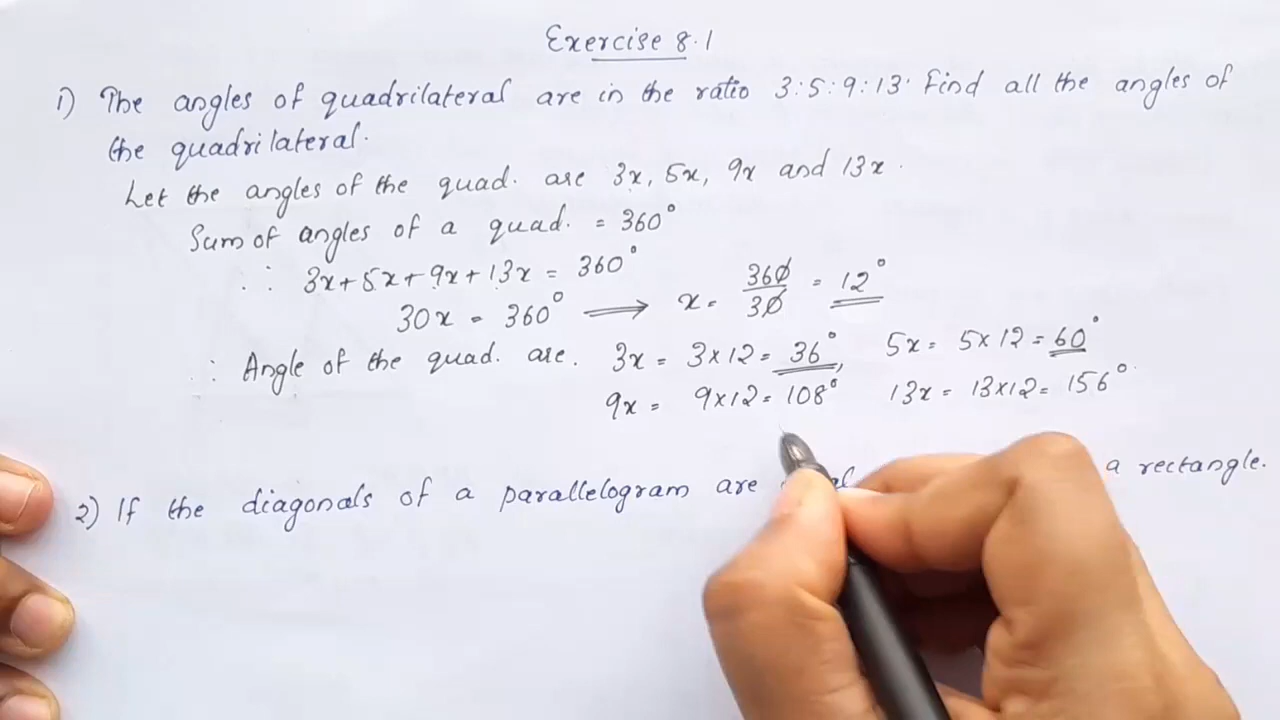 Exercise 8.1
1) The angles of quadrilateral are in the ratio 3:5:9:13. Find all the angles of
the quadrilateral.
Let the angles of the quad. are 3x, 5x, 9x and 13x.
Sum of angles of a quad. = 360°
∴ 3x+5x+9x+13x = 360°
30x = 360° ⟹ x = 360/30 = 12°
∴ Angle of the quad. are. 3x = 3×12 = 36°, 5x = 5×12 = 60°
9x = 9×12 = 108° 13x = 13×12 = 156°
2) If the diagonals of a parallelogram are a rectangle.